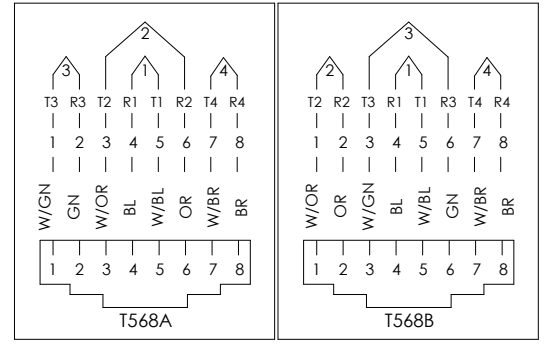 2
3 1 4
T3 R3 T2 R1 T1 R2 T4 R4
1 2 3 4 5 6 7 8
W/GN GN W/OR BL W/BL OR W/BR BR
1 2 3 4 5 6 7 8
T568A
3
2 1 4
T2 R2 T3 R1 T1 R3 T4 R4
1 2 3 4 5 6 7 8
W/OR OR W/GN BL W/BL GN W/BR BR
1 2 3 4 5 6 7 8
T568B